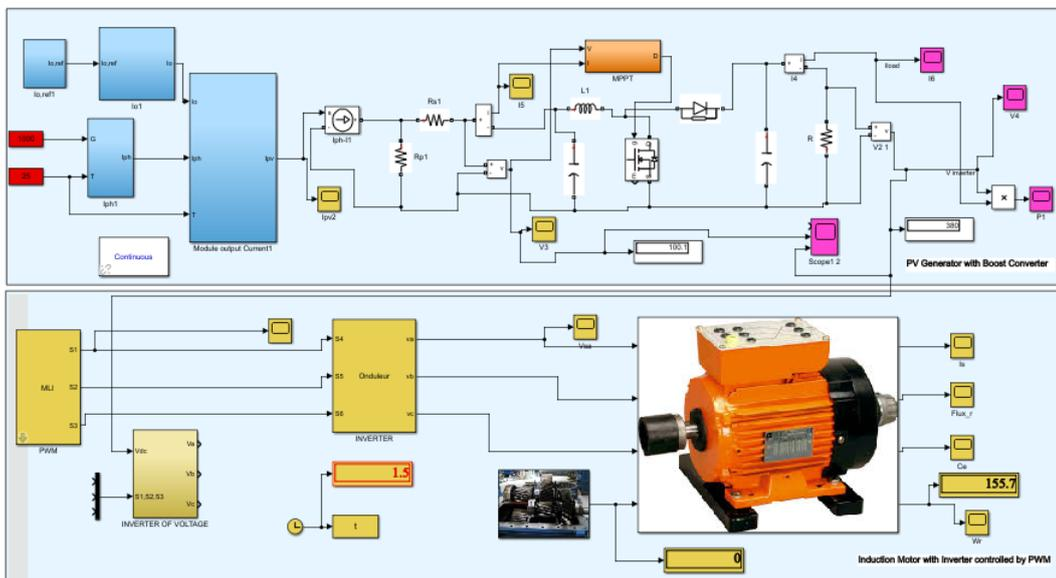 Io,ref
Io,ref1
Io,ref
Io
Io1
Io
Iph
T
Ipv
Module output Current1
1000
25
G
T
Iph
Iph1
Continuous
Iph-I1
Ipv2
Rs1
Rp1
I5
V
I
D
MPPT
L1
V3
100.1
I4
R
V2 1
Iload
I6
V4
V inverter
×
P1
380
Scope1 2
PV Generator with Boost Converter
MLI
S1
S2
S3
PWM
S4
S5
S6
Onduleur
va
vb
vc
INVERTER
Vsa
Vdc
S1,S2,S3
Va
Vb
Vc
INVERTER OF VOLTAGE
1.5
t
0
Is
Flux_r
Ce
155.7
Wr
Induction Motor with Inverter controlled by PWM